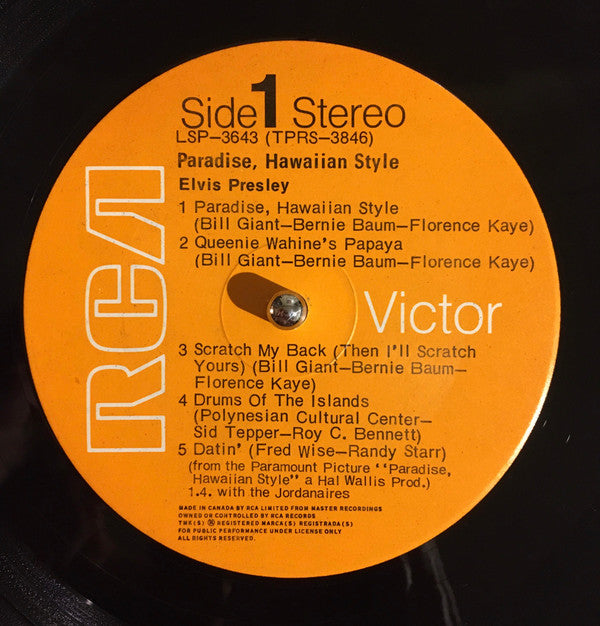 Side 1 Stereo
LSP-3643 (TPRS-3846)
Paradise, Hawaiian Style
Elvis Presley
1 Paradise, Hawaiian Style
(Bill Giant-Bernie Baum-Florence Kaye)
2 Queenie Wahine's Papaya
(Bill Giant-Bernie Baum-Florence Kaye)
RCA
Victor
3 Scratch My Back (Then I'll Scratch
Yours) (Bill Giant-Bernie Baum-
Florence Kaye)
4 Drums Of The Islands
(Polynesian Cultural Center-
Sid Tepper-Roy C. Bennett)
5 Datin' (Fred Wise-Randy Starr)
(from the Paramount Picture "Paradise,
Hawaiian Style" a Hal Wallis Prod.)
1.4. with the Jordanaires
MADE IN CANADA BY RCA LIMITED FROM MASTER RECORDINGS
OWNED OR CONTROLLED BY RCA RECORDS
TMK(S) ® REGISTERED MARCA(S) REGISTRADA(S)
FOR PUBLIC PERFORMANCE UNDER LICENSE ONLY
ALL RIGHTS RESERVED.